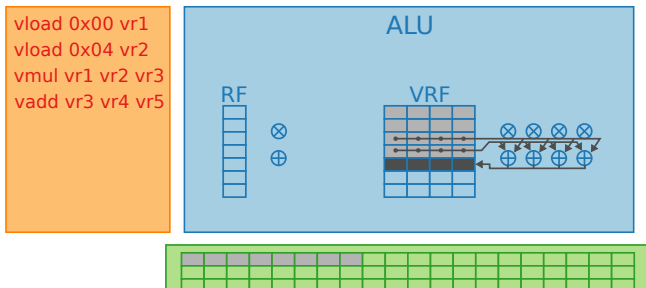 vload 0x00 vr1
vload 0x04 vr2
vmul vr1 vr2 vr3
vadd vr3 vr4 vr5
ALU
RF
VRF